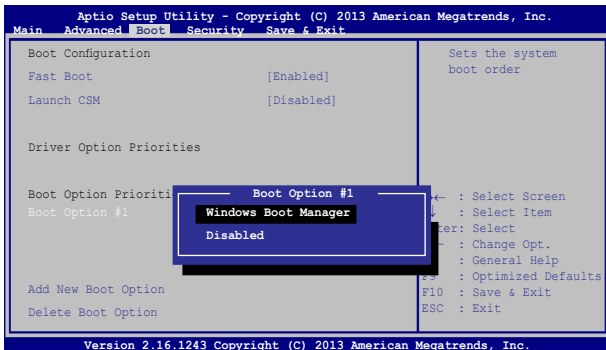 Aptio Setup Utility - Copyright (C) 2013 American Megatrends, Inc.
Main Advanced Boot Security Save & Exit
Boot Configuration
Fast Boot [Enabled]
Launch CSM [Disabled]
Driver Option Priorities
Boot Option Prioriti
Boot Option #1
Add New Boot Option
Delete Boot Option
Boot Option #1
Windows Boot Manager
Disabled
Sets the system
boot order
←  : Select Screen
↓  : Select Item
ter: Select
: Change Opt.
: General Help
F9 : Optimized Defaults
F10 : Save & Exit
ESC : Exit
Version 2.16.1243 Copyright (C) 2013 American Megatrends, Inc.